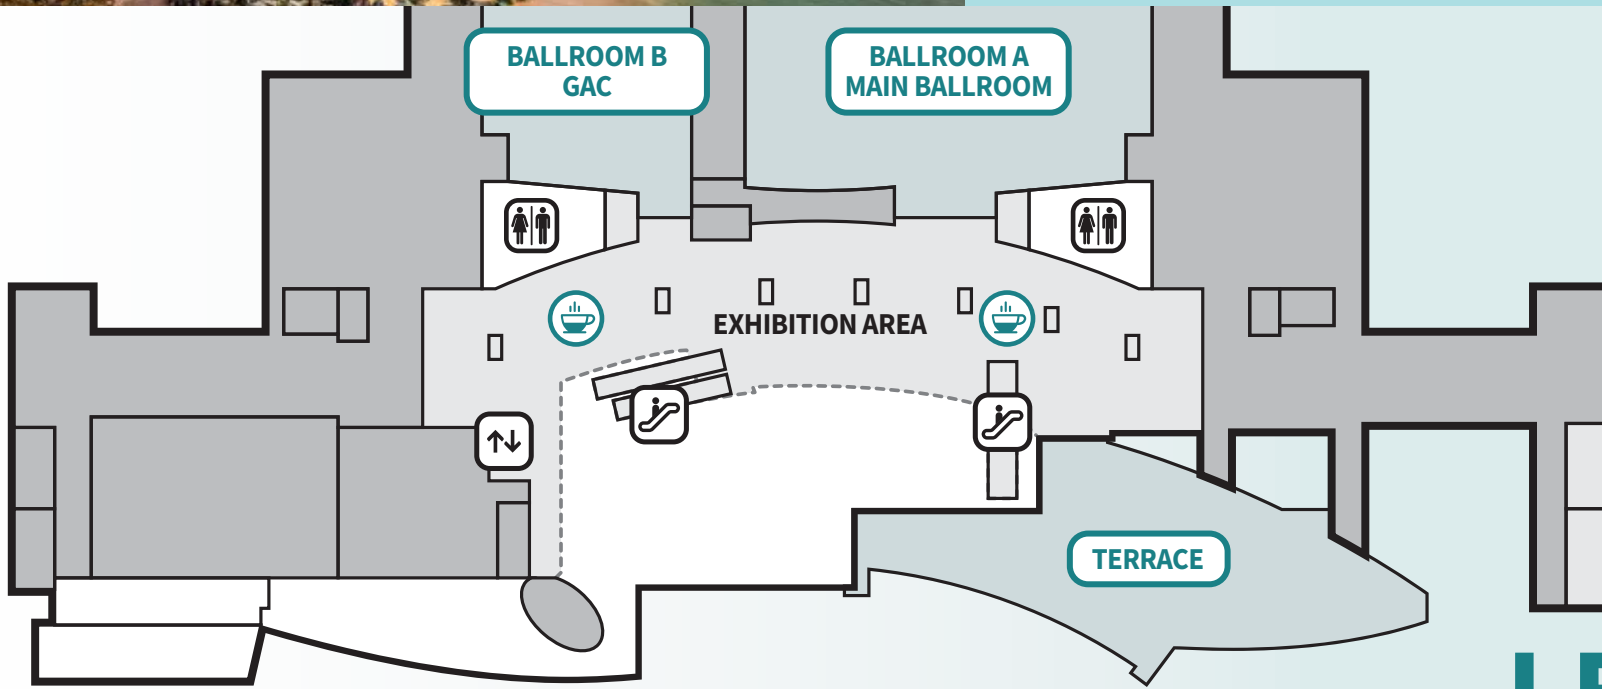 BALLROOM B
GAC
BALLROOM A
MAIN BALLROOM
EXHIBITION AREA
TERRACE